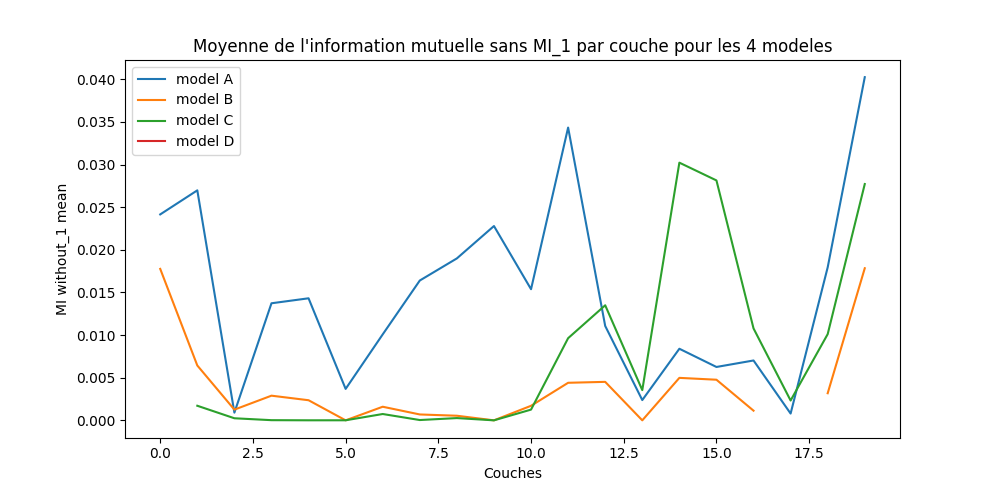 Moyenne de l'information mutuelle sans MI_1 par couche pour les 4 modeles
model A
model B
model C
model D
MI without_1 mean
0.040
0.035
0.030
0.025
0.020
0.015
0.010
0.005
0.000
0.0 2.5 5.0 7.5 10.0 12.5 15.0 17.5
Couches